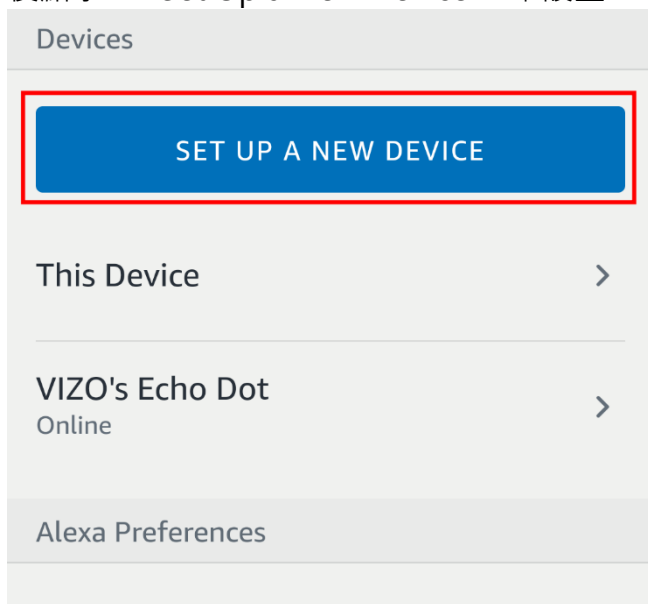 Devices
SET UP A NEW DEVICE
This Device
VIZO's Echo Dot
Online
Alexa Preferences